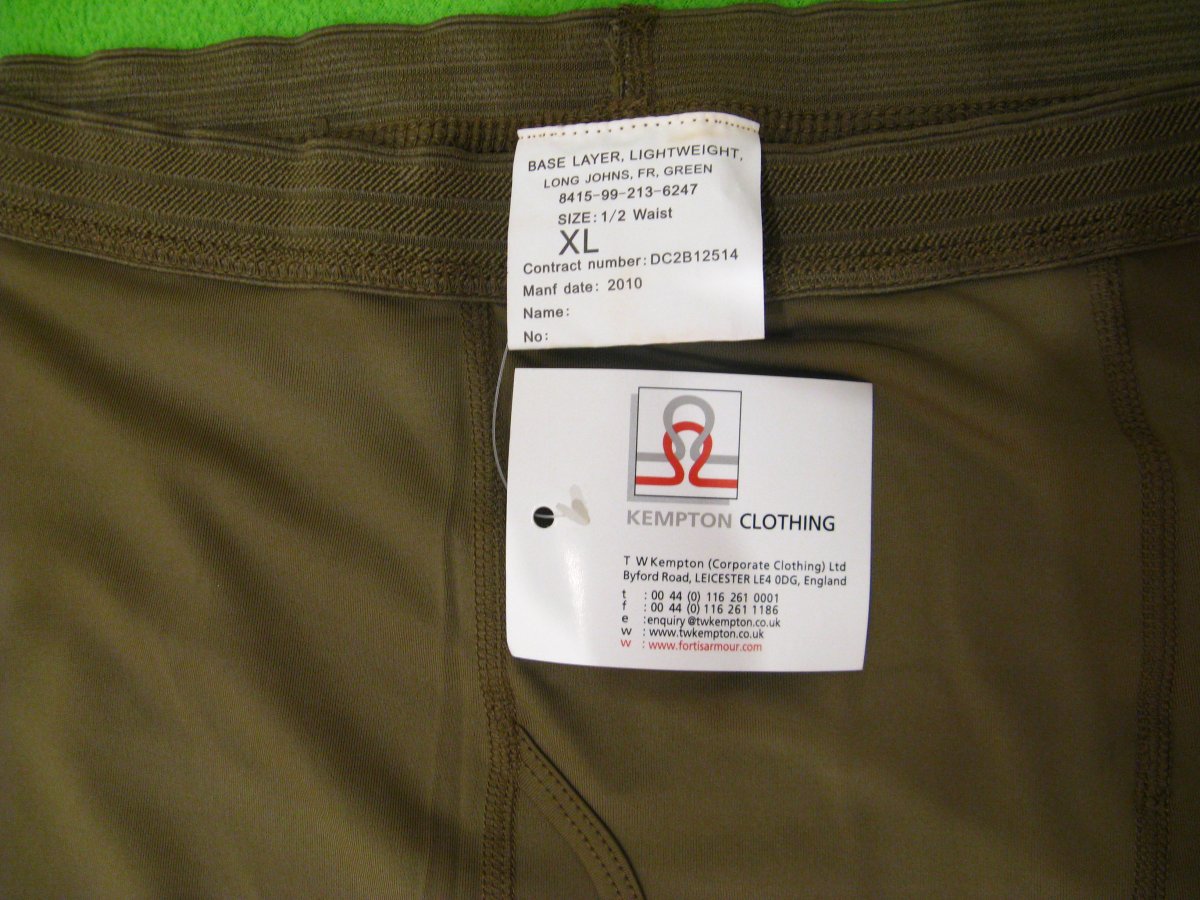 BASE LAYER, LIGHTWEIGHT,
LONG JOHNS, FR, GREEN
8415-99-213-6247
SIZE: 1/2 Waist
XL
Contract number: DC2B12514
Manf date: 2010
Name:
No:
KEMPTON CLOTHING
T W Kempton (Corporate Clothing) Ltd
Byford Road, LEICESTER LE4 0DG, England
t : 00 44 (0) 116 261 0001
f : 00 44 (0) 116 261 1186
e :enquiry@twkempton.co.uk
w : www.twkempton.co.uk
w : www.fortisarmour.com